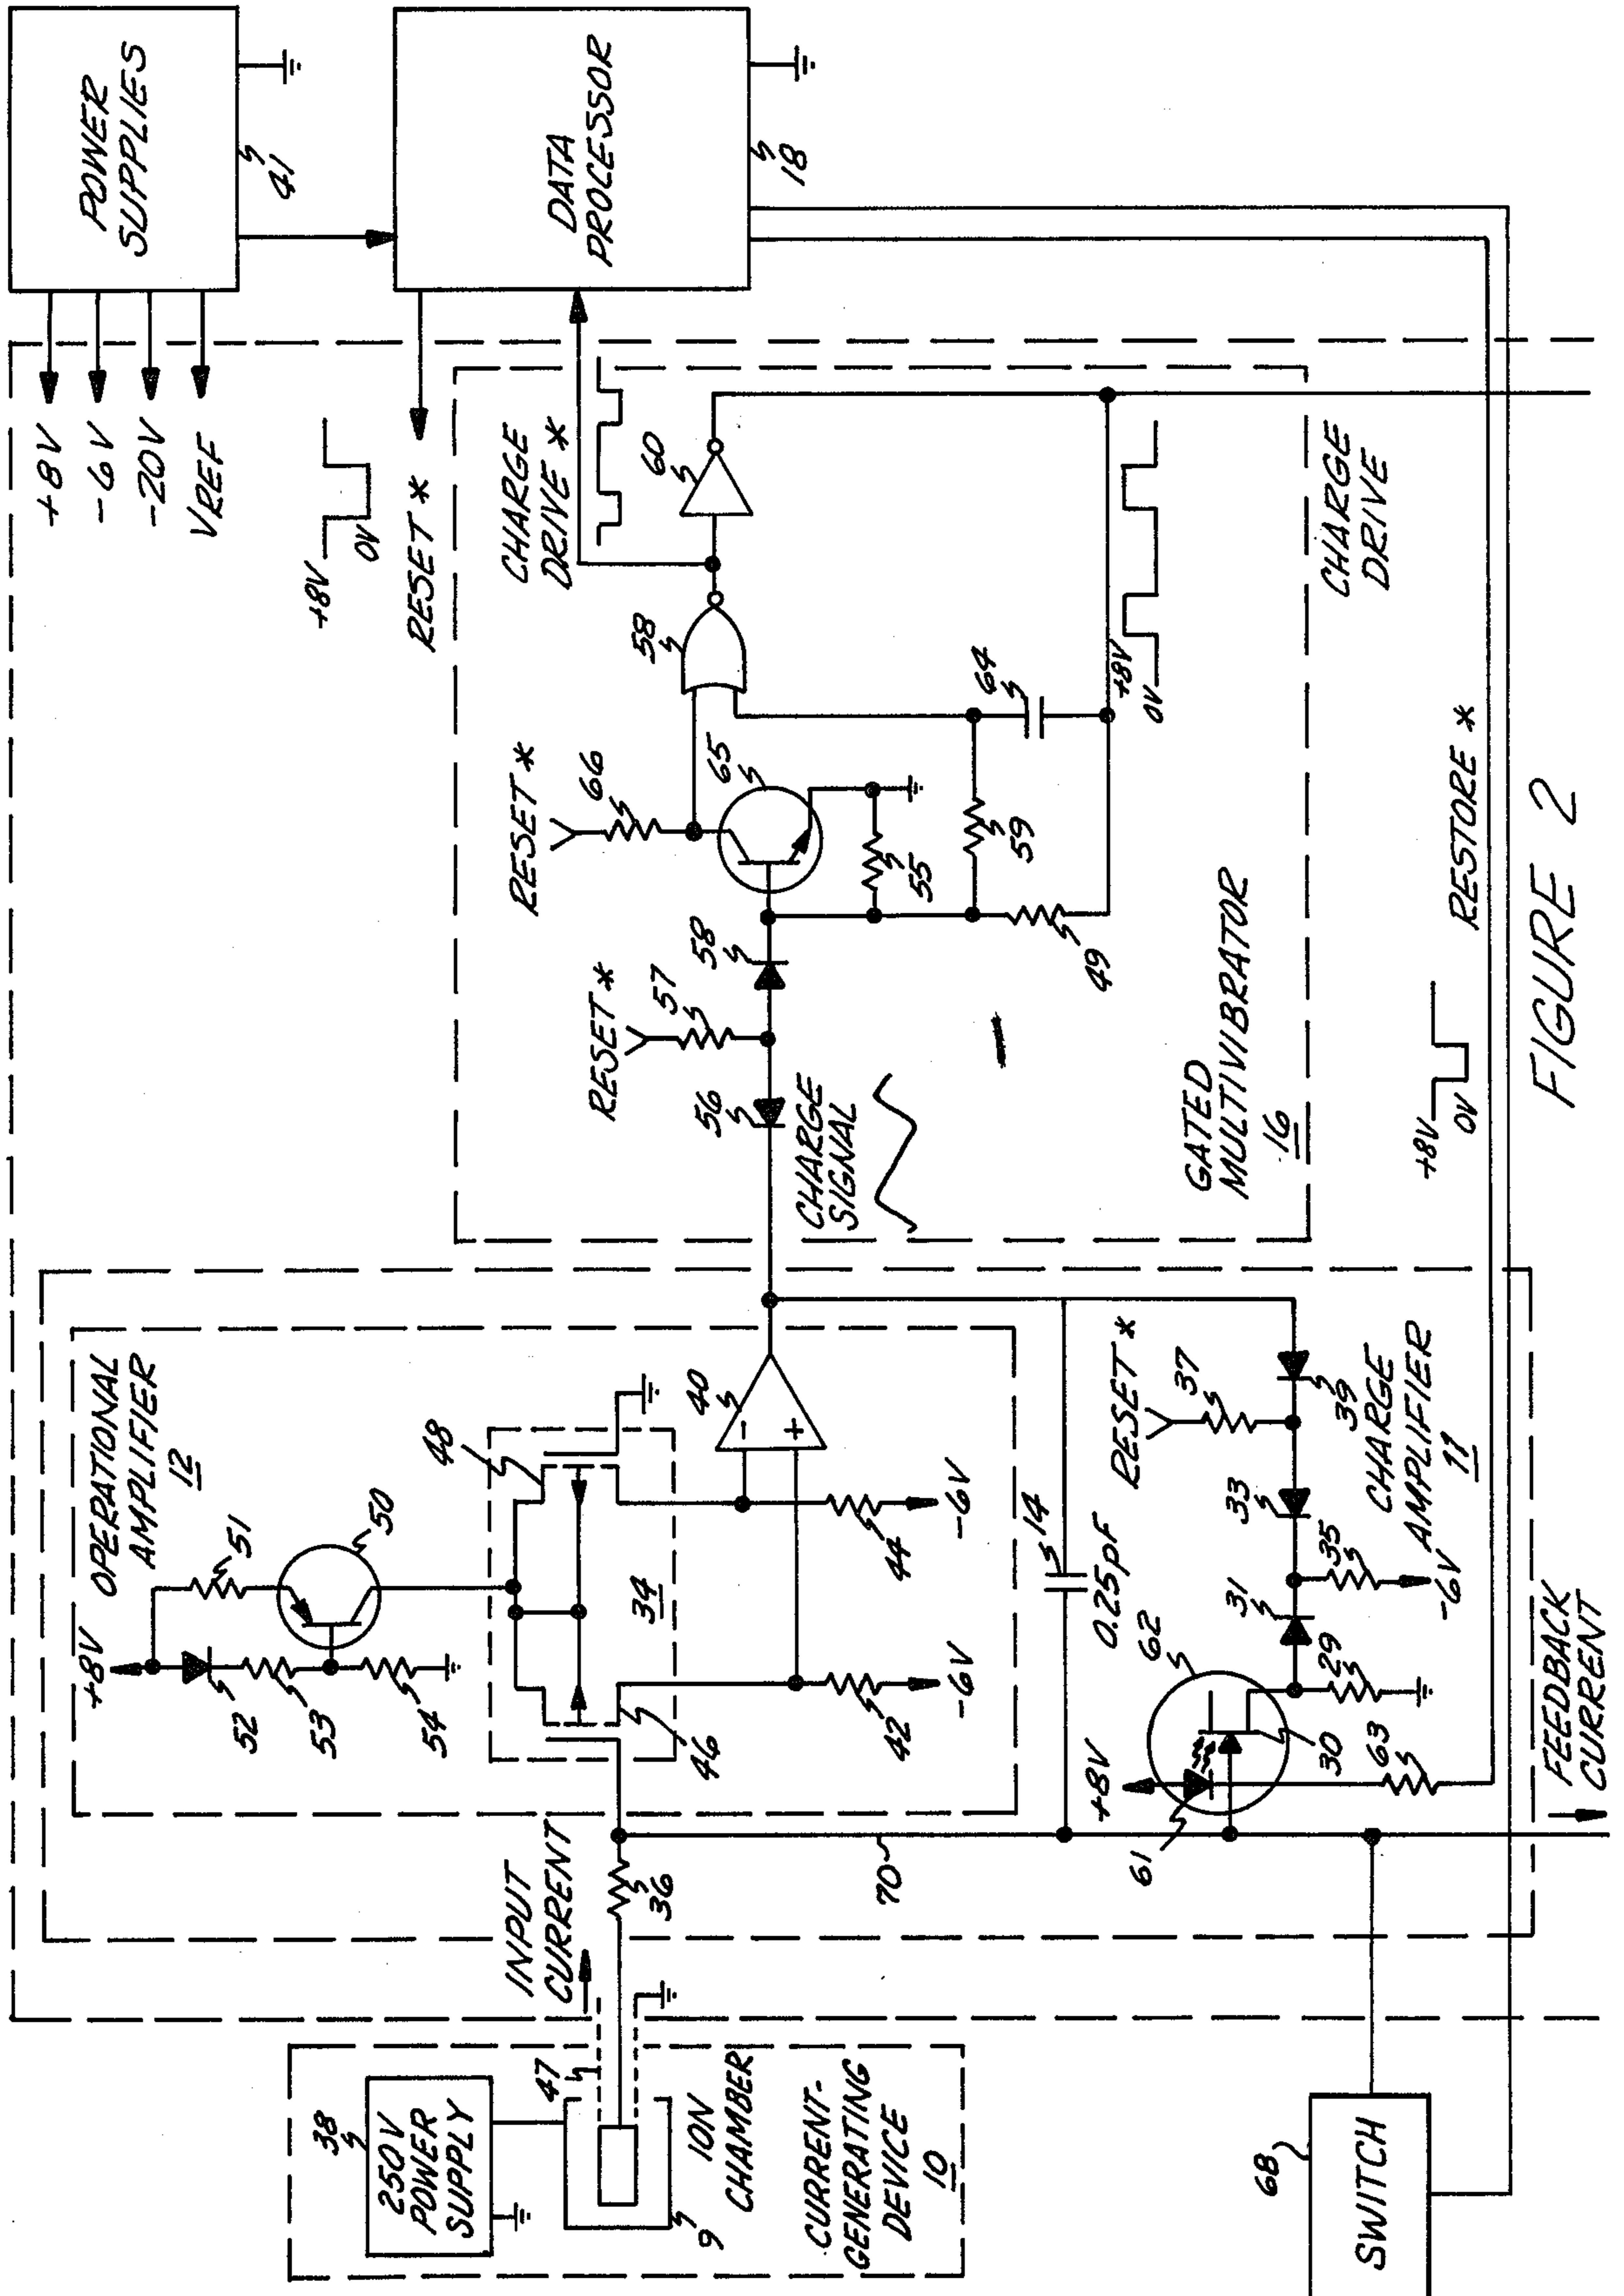 38
250V
POWER
SUPPLY
47
9
ION
CHAMBER
CURRENT-
GENERATING
DEVICE
10
INPUT
CURRENT
36
70
OPERATIONAL
AMPLIFIER
12
+8V
51
50
52
53
54
48
34
46
40
-
+
42
-6V
44
-6V
14
0.25pF
62
+8V
61
30
63
29
31
35
-6V
33
RESET *
37
39
CHARGE
AMPLIFIER
11
FEEDBACK
CURRENT
68
SWITCH
CHARGE
SIGNAL
56
RESET *
57
58
RESET *
66
65
55
59
49
64
58
60
CHARGE
DRIVE *
GATED
MULTIVIBRATOR
16
+8V
0V
CHARGE
DRIVE
+8V
0V
RESTORE *
+8V
0V
RESET *
+8V
-6V
-20V
VREF
POWER
SUPPLIES
41
DATA
PROCESSOR
18
FIGURE 2